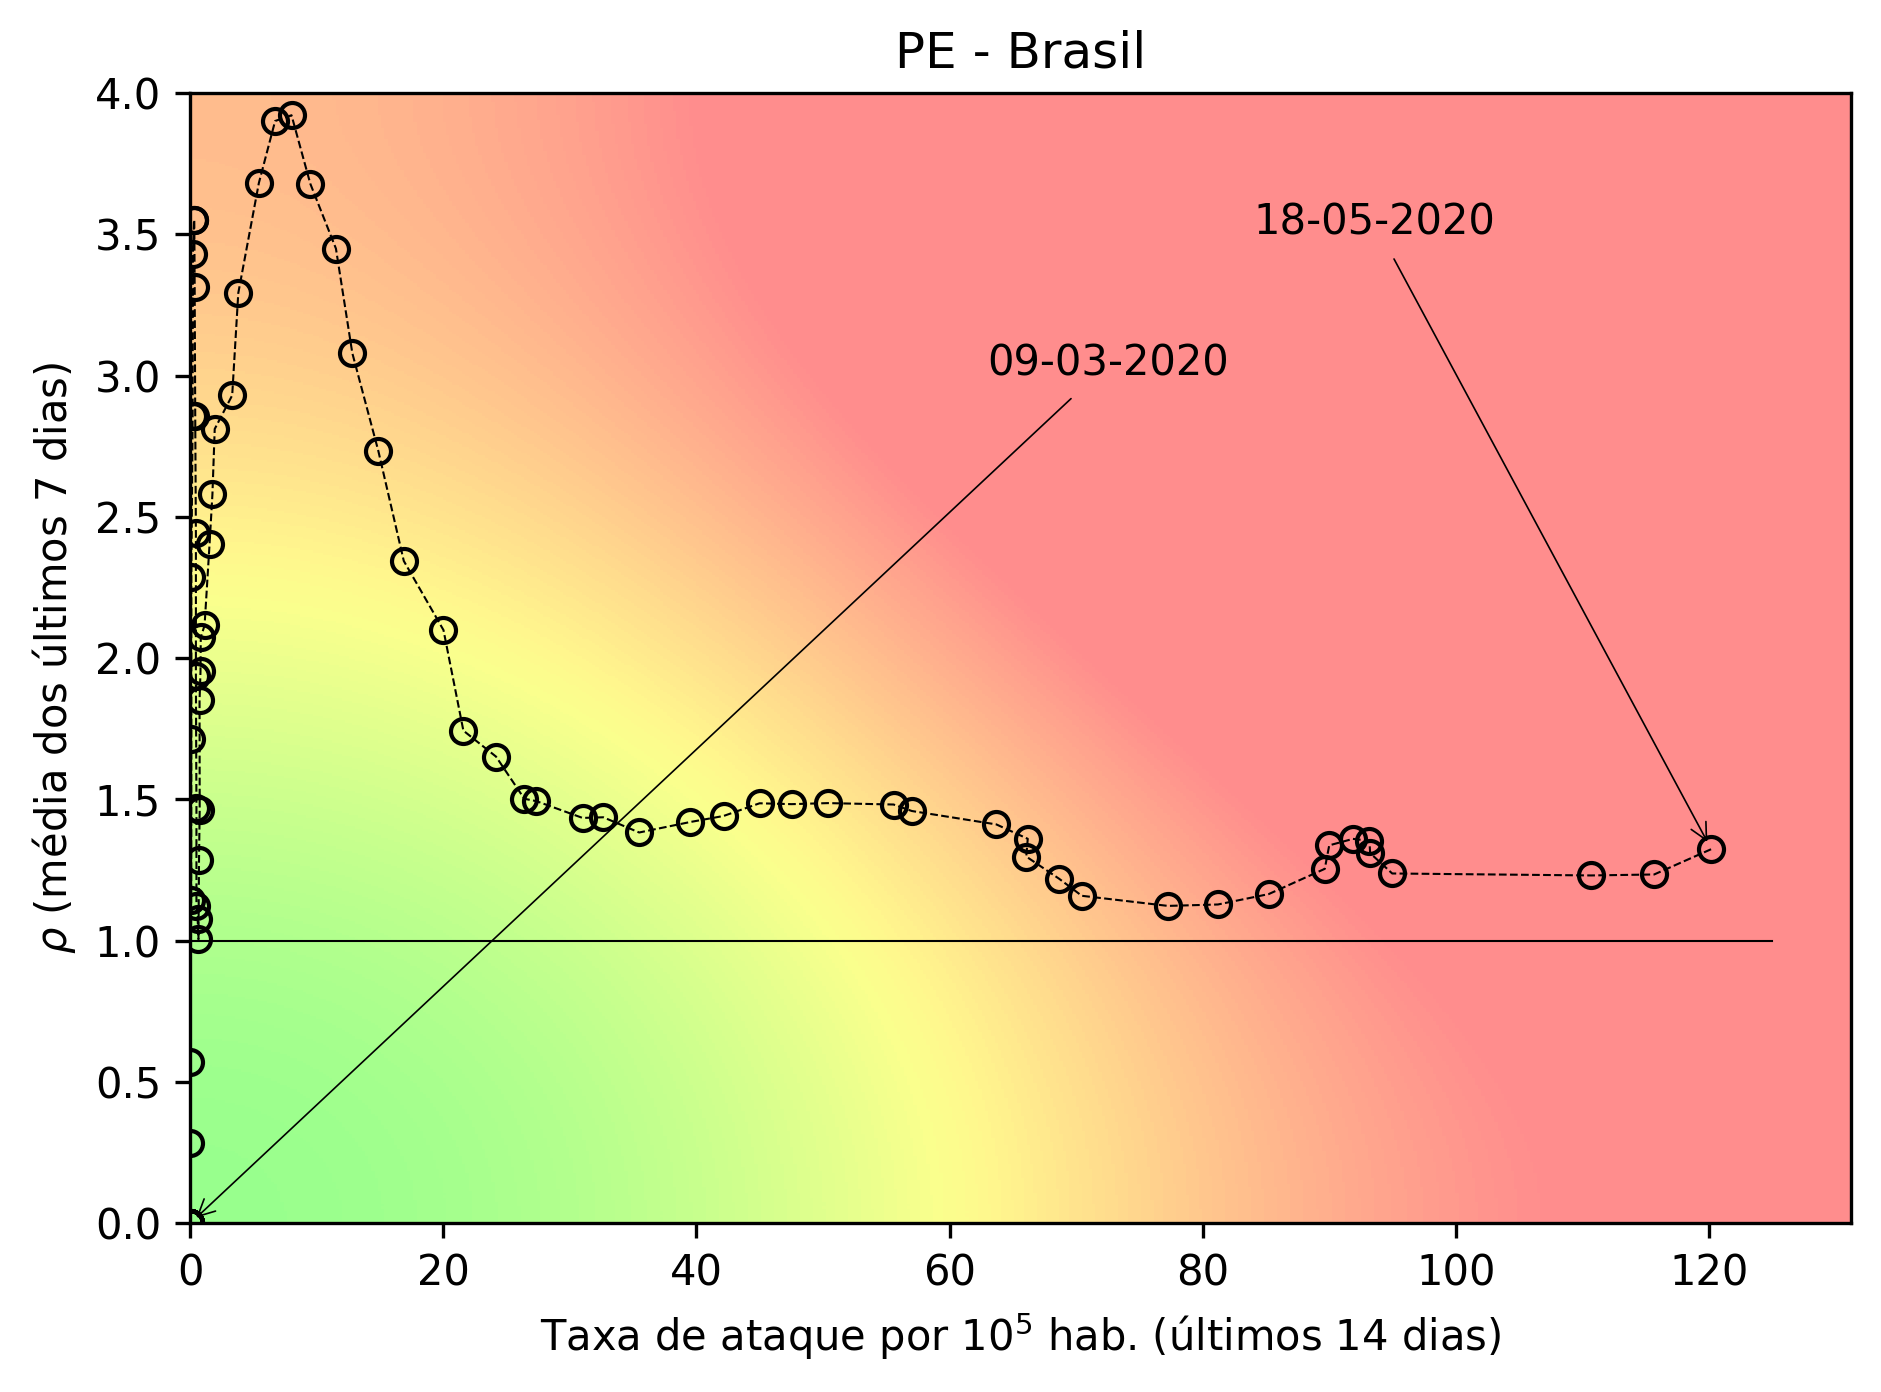 PE - Brasil
4.0
3.5
3.0
2.5
2.0
1.5
1.0
0.5
0.0
ρ (média dos últimos 7 dias)
18-05-2020
09-03-2020
0 20 40 60 80 100 120
Taxa de ataque por 10⁵ hab. (últimos 14 dias)